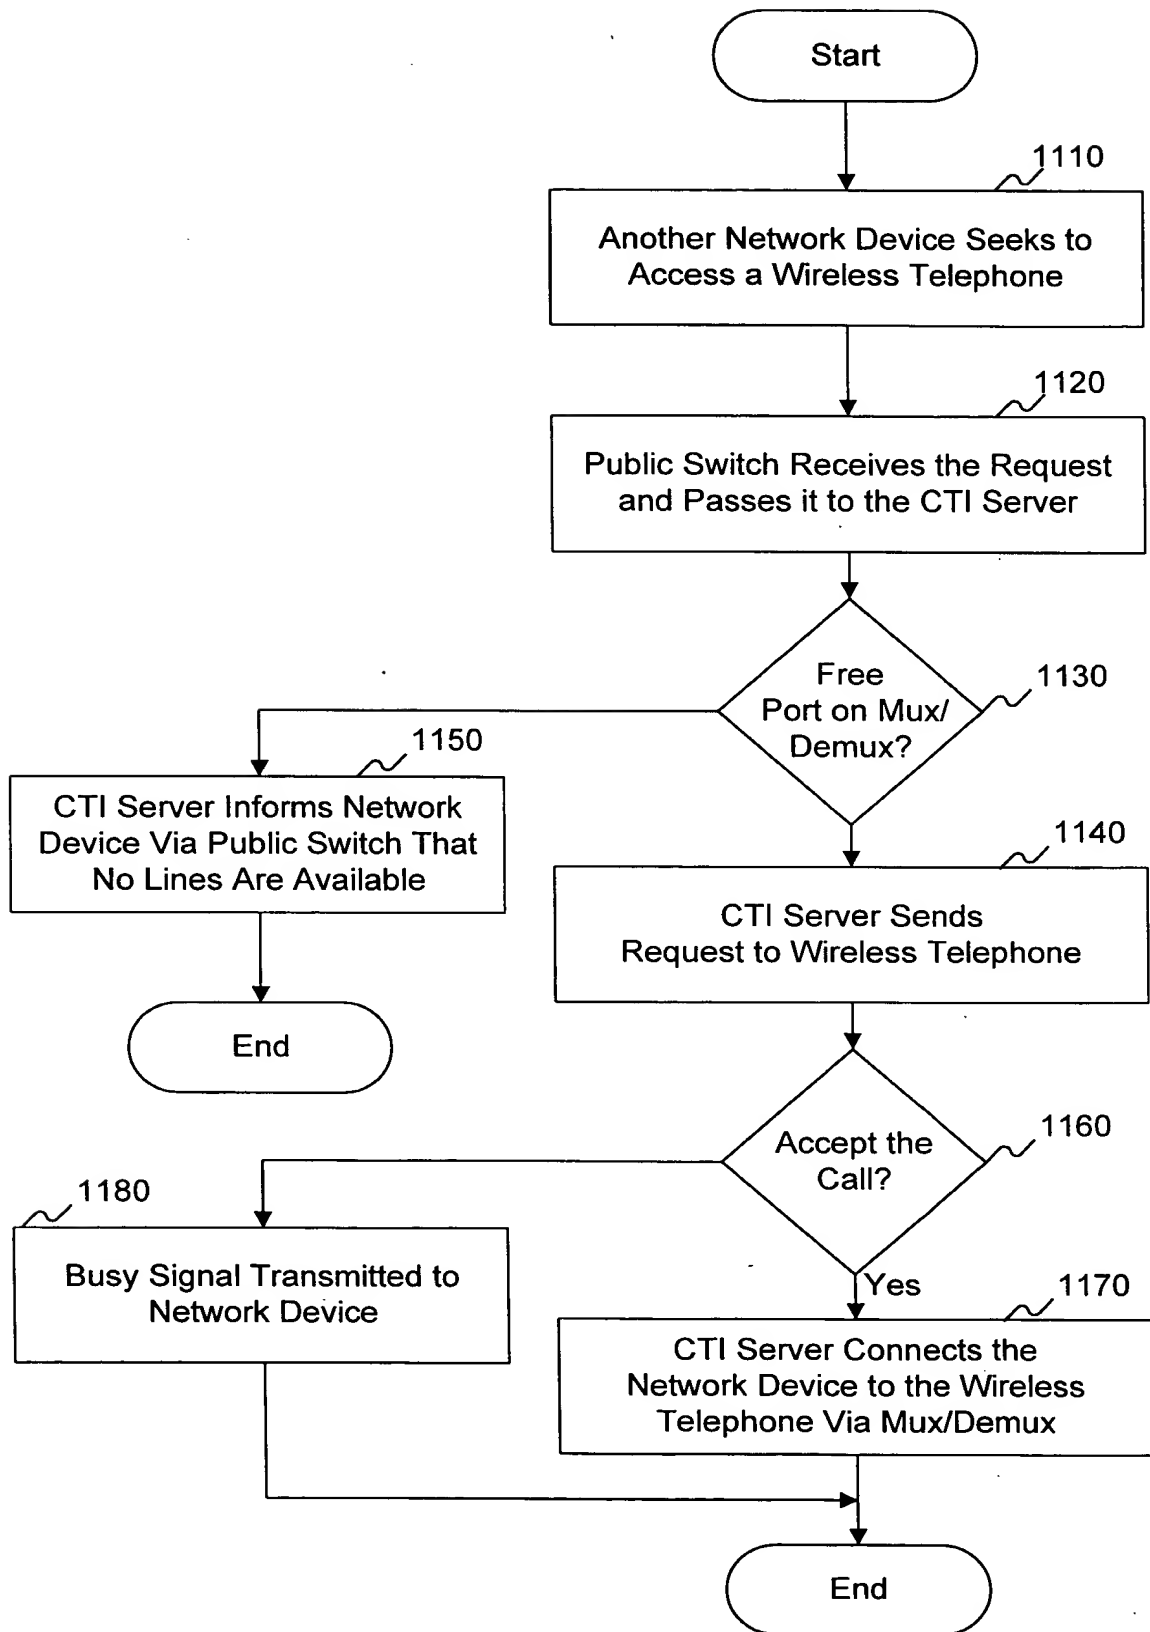 Start
1110
Another Network Device Seeks to
Access a Wireless Telephone
1120
Public Switch Receives the Request
and Passes it to the CTI Server
Free
Port on Mux/
Demux?
1130
1150
CTI Server Informs Network
Device Via Public Switch That
No Lines Are Available
1140
CTI Server Sends
Request to Wireless Telephone
End
Accept the
Call?
1160
1180
Busy Signal Transmitted to
Network Device
Yes
1170
CTI Server Connects the
Network Device to the Wireless
Telephone Via Mux/Demux
End